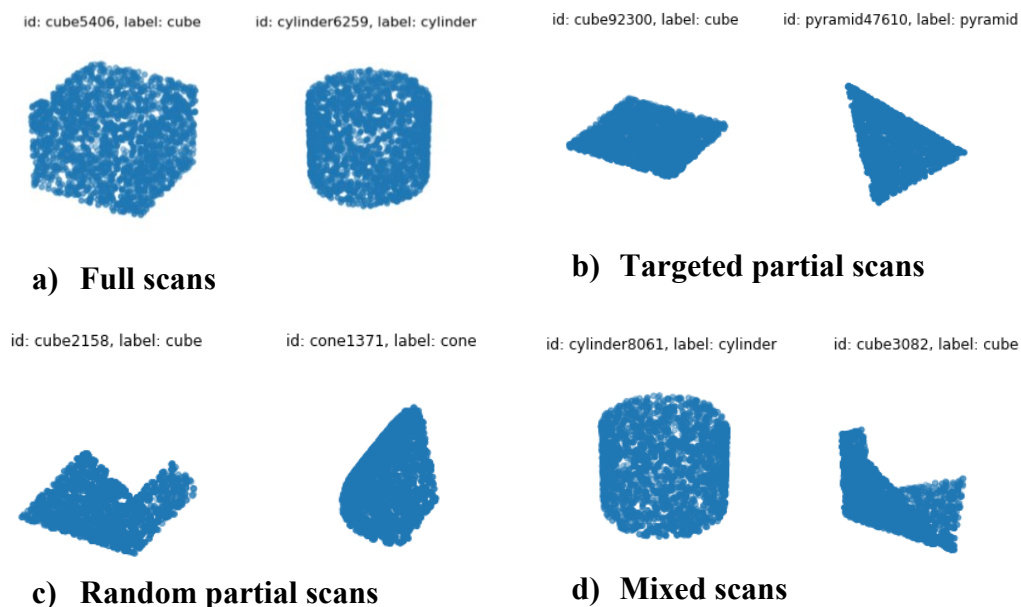 id: cube5406, label: cube
id: cylinder6259, label: cylinder
a) Full scans
id: cube92300, label: cube
id: pyramid47610, label: pyramid
b) Targeted partial scans
id: cube2158, label: cube
id: cone1371, label: cone
c) Random partial scans
id: cylinder8061, label: cylinder
id: cube3082, label: cube
d) Mixed scans